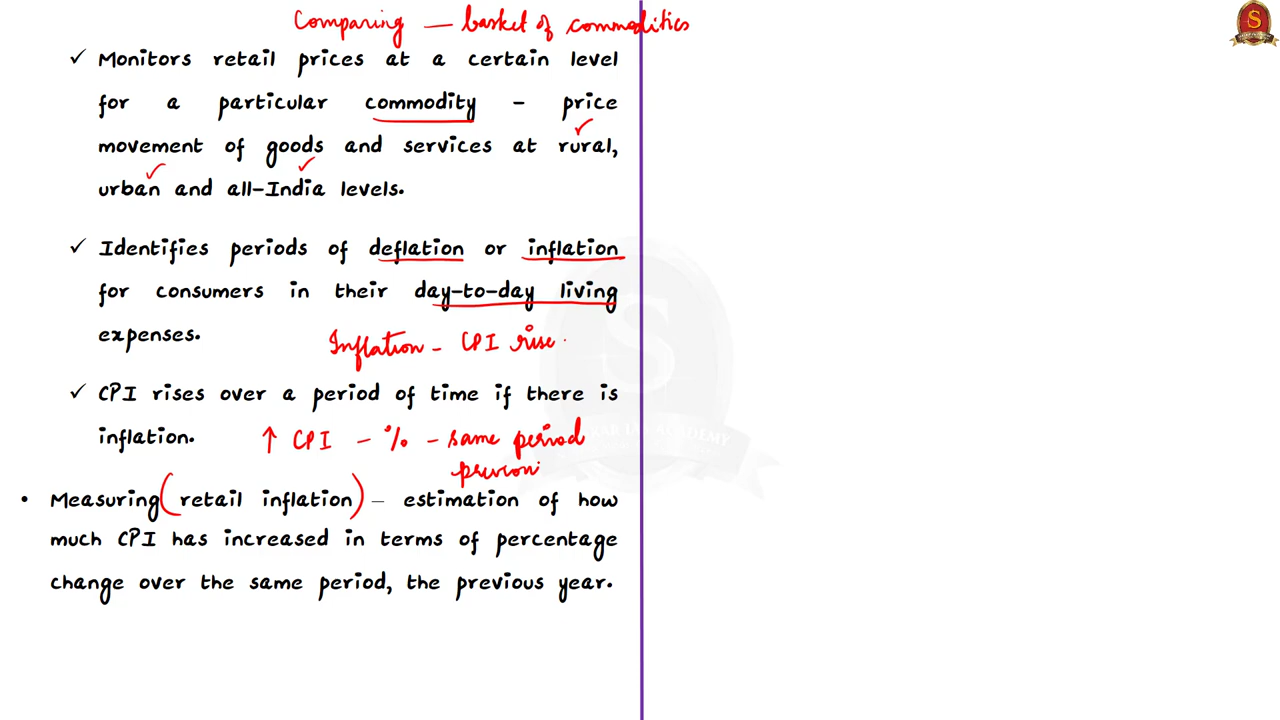 Comparing — basket of commodities
✓ Monitors retail prices at a certain level
for a particular commodity - price
movement of goods and services at rural,
urban and all-India levels.
✓ Identifies periods of deflation or inflation
for consumers in their day-to-day living
expenses.
Inflation - CPI rise
✓ CPI rises over a period of time if there is
inflation.
↑ CPI - % - same period
previou
• Measuring (retail inflation) – estimation of how
much CPI has increased in terms of percentage
change over the same period, the previous year.